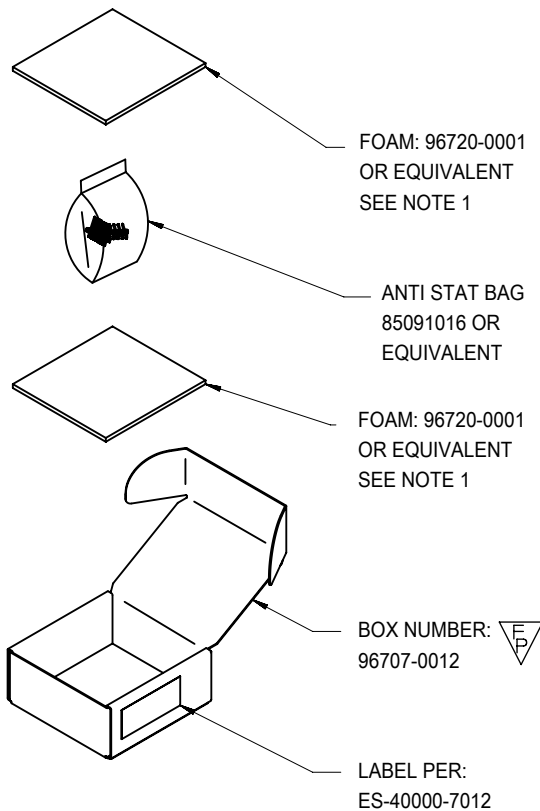 FOAM: 96720-0001
OR EQUIVALENT
SEE NOTE 1
ANTI STAT BAG
85091016 OR
EQUIVALENT
FOAM: 96720-0001
OR EQUIVALENT
SEE NOTE 1
BOX NUMBER:
96707-0012
F
P
LABEL PER:
ES-40000-7012